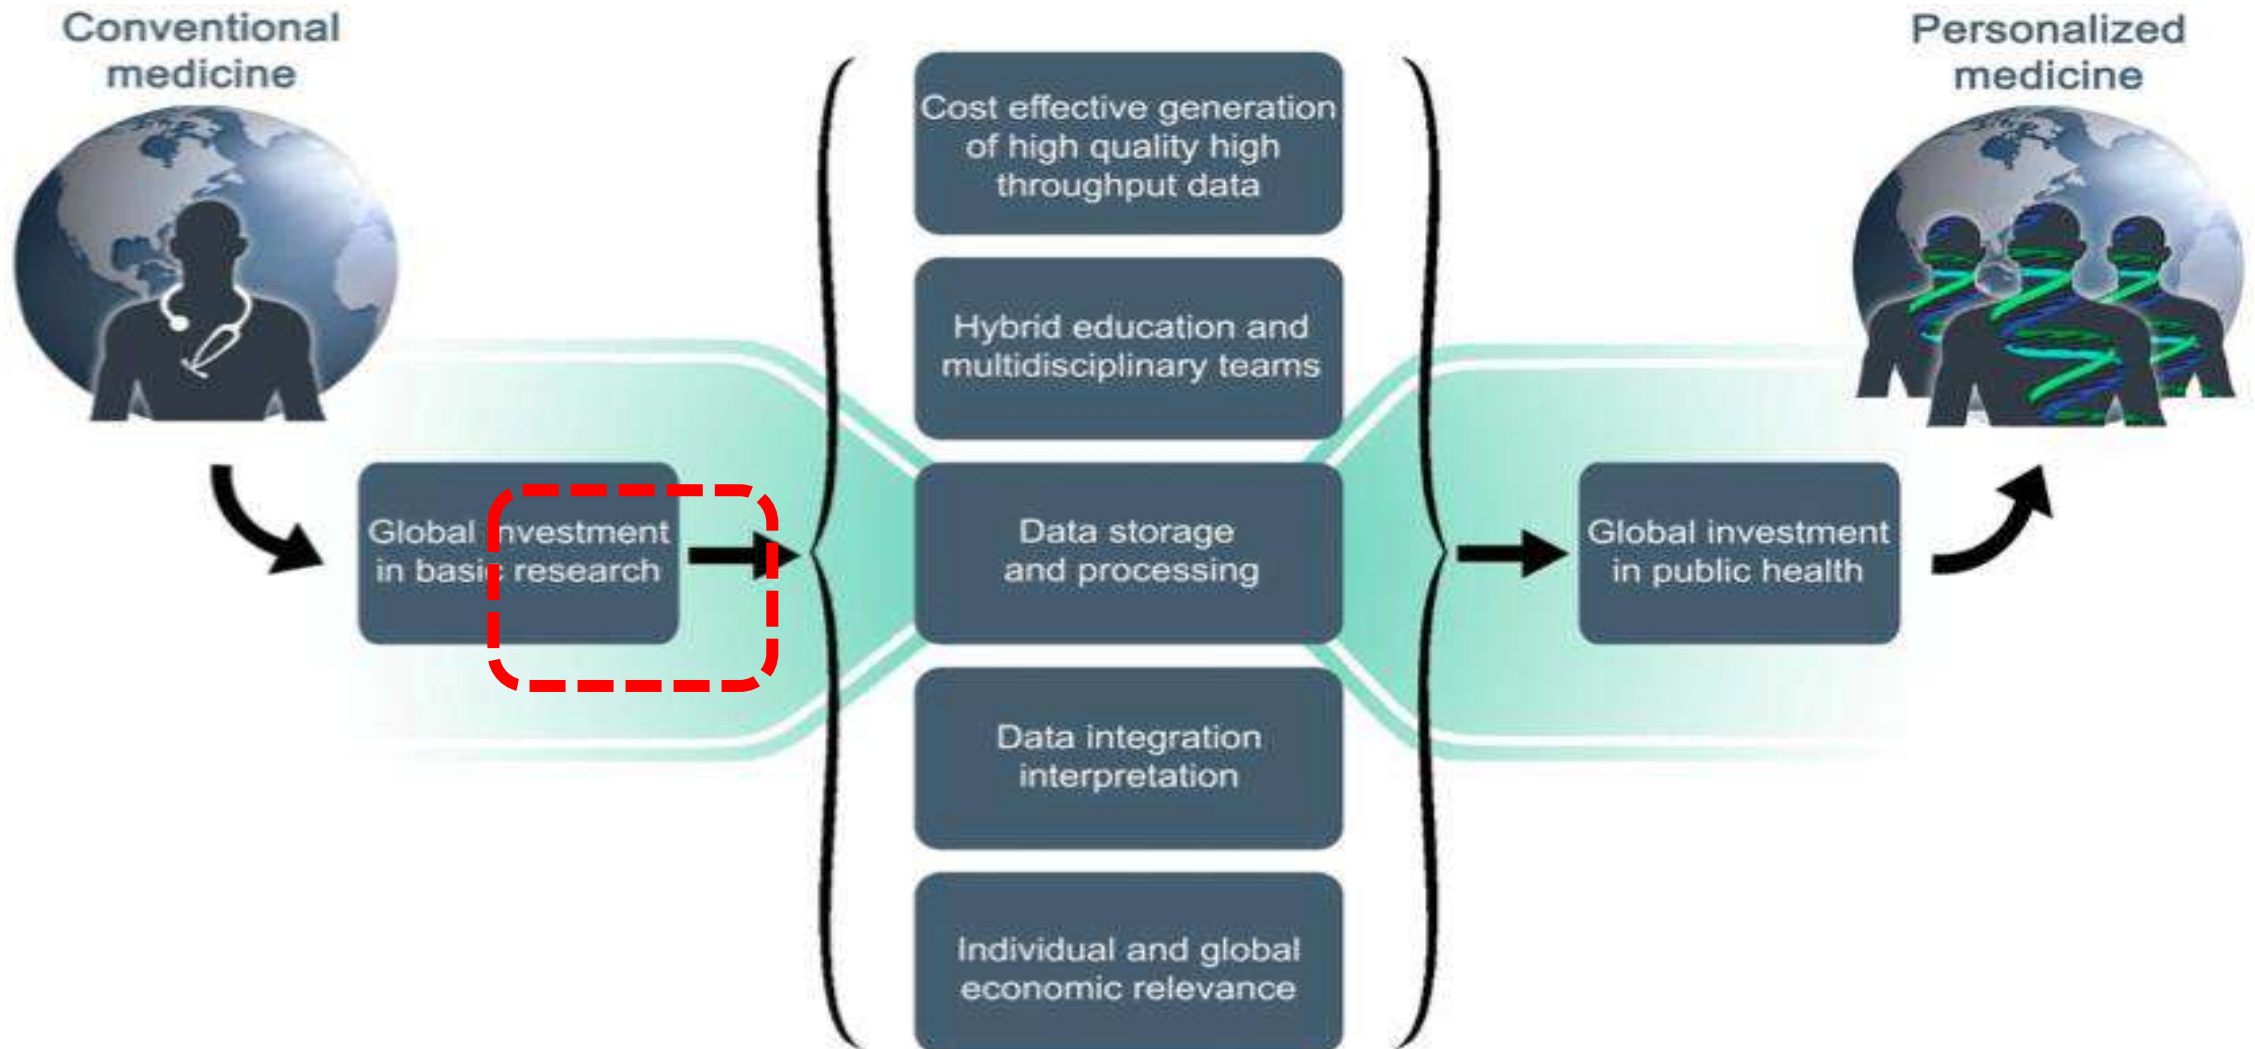 Conventional
medicine
Global investment
in basic research
Cost effective generation
of high quality high
throughput data
Hybrid education and
multidisciplinary teams
Data storage
and processing
Data integration
interpretation
Individual and global
economic relevance
Global investment
in public health
Personalized
medicine